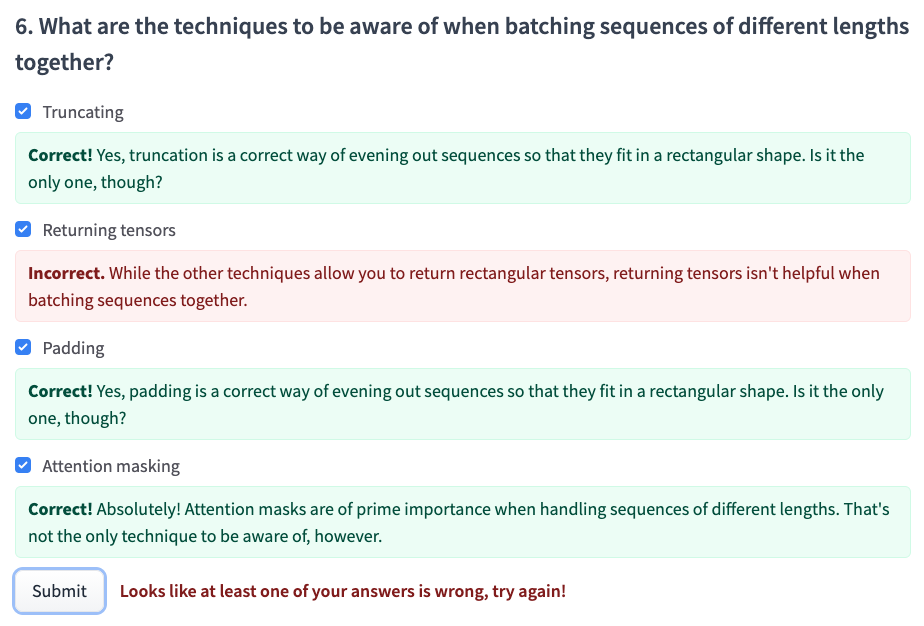 6. What are the techniques to be aware of when batching sequences of different lengths
together?
Truncating
Correct! Yes, truncation is a correct way of evening out sequences so that they fit in a rectangular shape. Is it the
only one, though?
Returning tensors
Incorrect. While the other techniques allow you to return rectangular tensors, returning tensors isn't helpful when
batching sequences together.
Padding
Correct! Yes, padding is a correct way of evening out sequences so that they fit in a rectangular shape. Is it the only
one, though?
Attention masking
Correct! Absolutely! Attention masks are of prime importance when handling sequences of different lengths. That's
not the only technique to be aware of, however.
Submit Looks like at least one of your answers is wrong, try again!